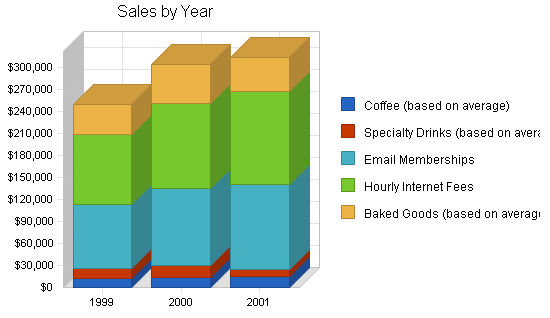 Sales by Year
$300,000
$270,000
$240,000
$210,000
$180,000
$150,000
$120,000
$90,000
$60,000
$30,000
$0
1999 2000 2001
Coffee (based on average)
Specialty Drinks (based on avera
Email Memberships
Hourly Internet Fees
Baked Goods (based on average